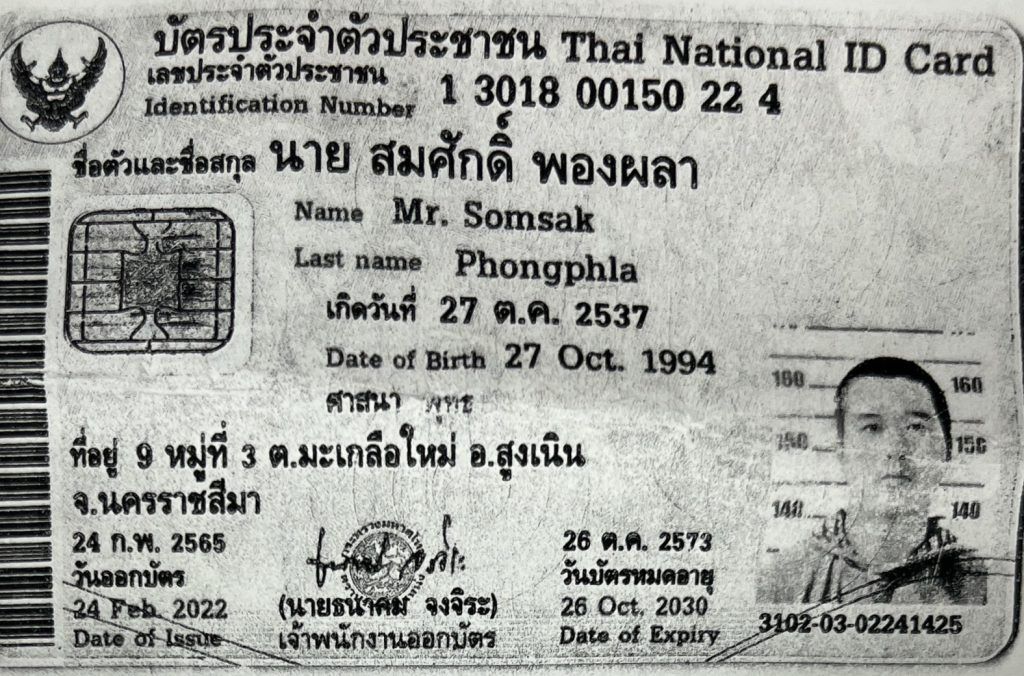 บัตรประจำตัวประชาชน Thai National ID Card
เลขประจำตัวประชาชน
Identification Number 1 3018 00150 22 4
ชื่อตัวและชื่อสกุล นาย สมศักดิ์ พองผลา
Name Mr. Somsak
Last name Phongphla
เกิดวันที่ 27 ต.ค. 2537
Date of Birth 27 Oct. 1994
ศาสนา พุทธ
160 160
150 150
140 140
ที่อยู่ 9 หมู่ที่ 3 ต.มะเกลือใหม่ อ.สูงเนิน
จ.นครราชสีมา
24 ก.พ. 2565
วันออกบัตร
24 Feb. 2022
Date of Issue
(นายธนาคม จงจิระ)
เจ้าพนักงานออกบัตร
26 ต.ค. 2573
วันบัตรหมดอายุ
26 Oct. 2030
Date of Expiry
3102-03-02241425